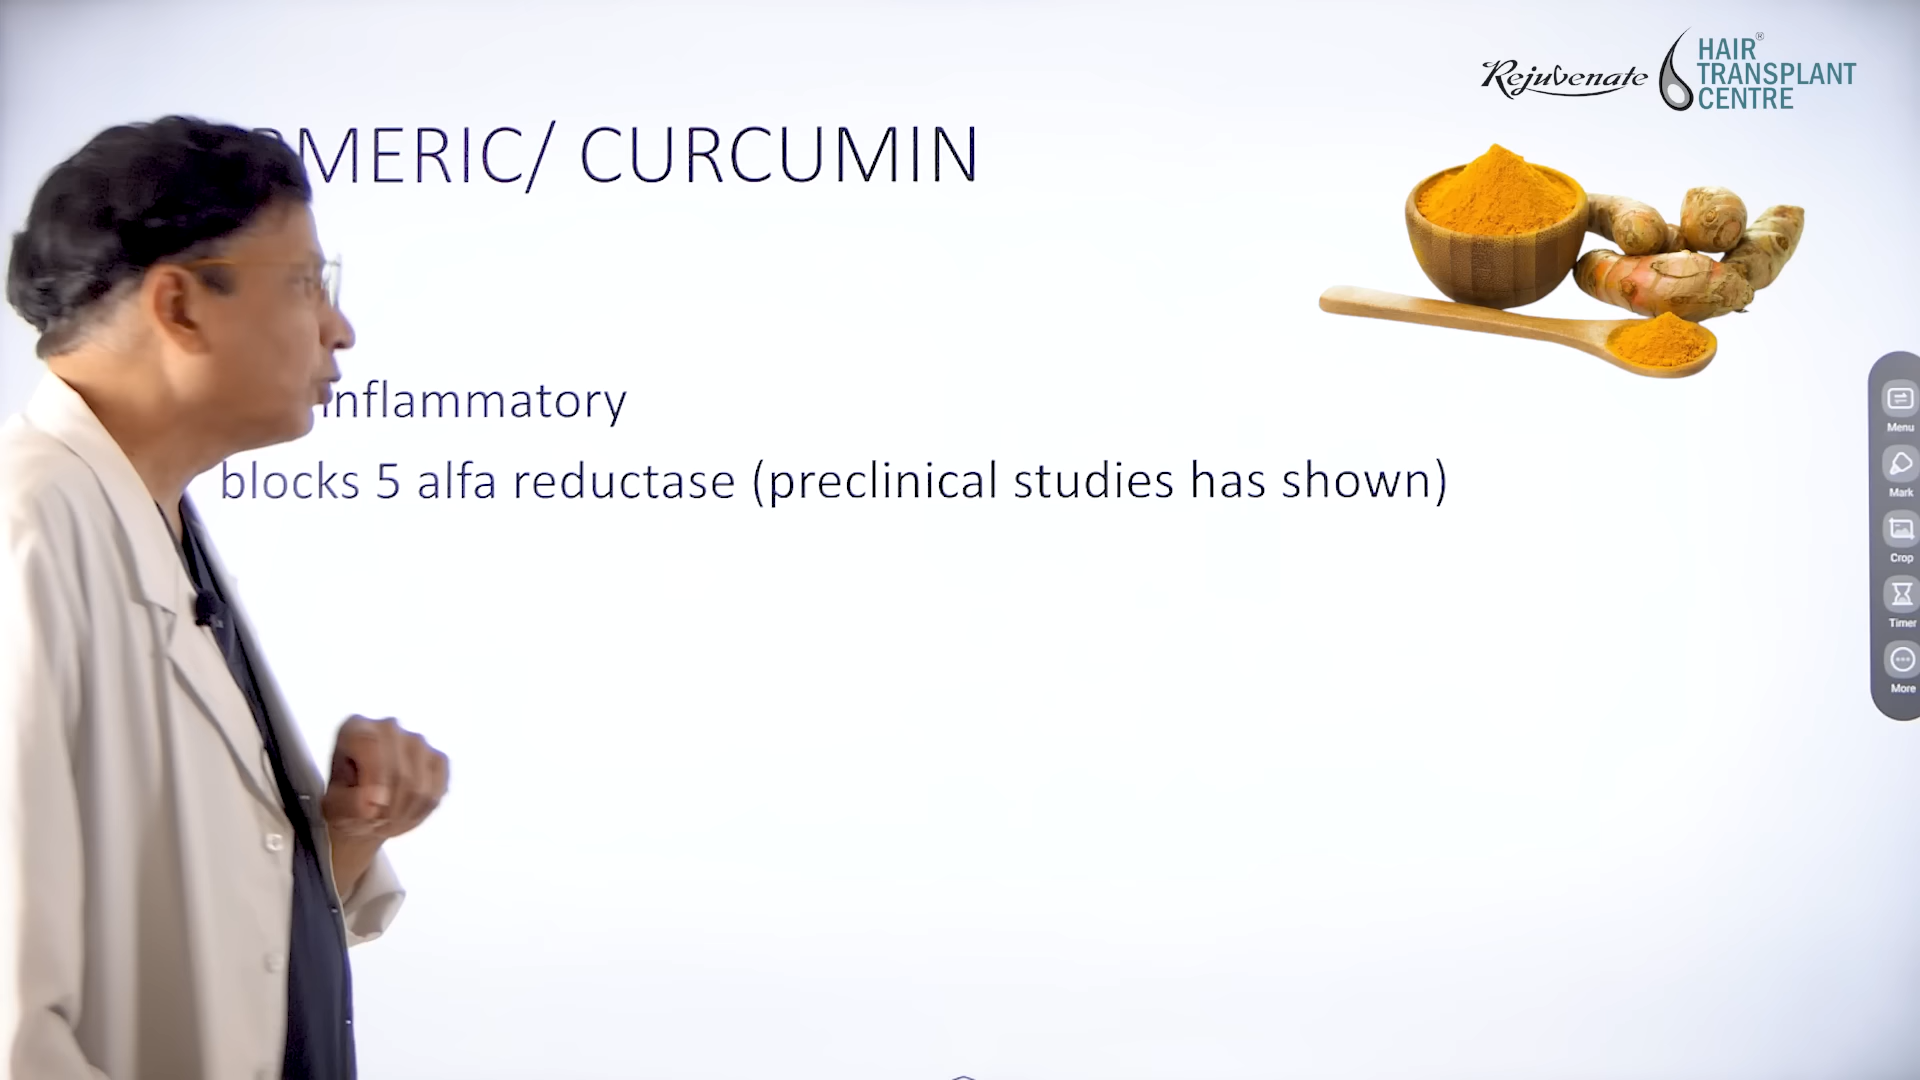 Rejuvenate
HAIR®
TRANSPLANT
CENTRE
MERIC/ CURCUMIN
inflammatory
blocks 5 alfa reductase (preclinical studies has shown)
Menu
Mark
Crop
Timer
More